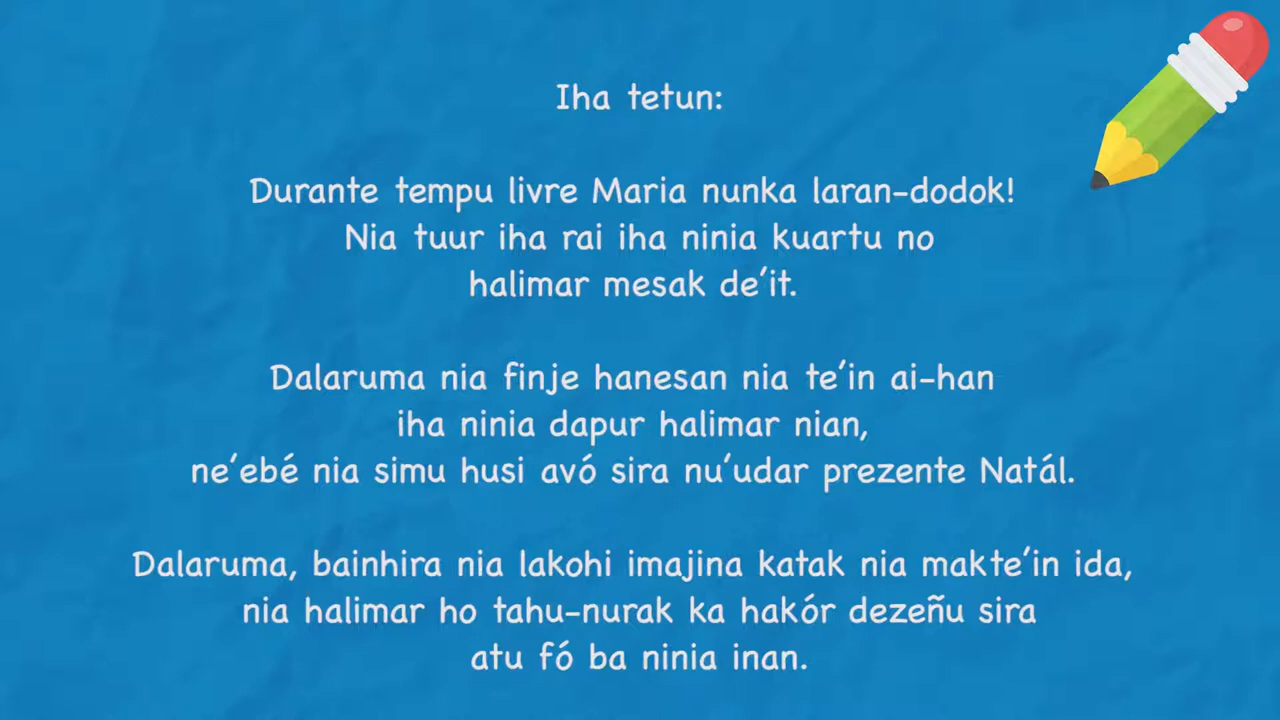 Iha tetun:
Durante tempu livre Maria nunka laran-dodok!
Nia tuur iha rai iha ninia kuartu no
halimar mesak de'it.
Dalaruma nia finje hanesan nia te'in ai-han
iha ninia dapur halimar nian,
ne'ebé nia simu husi avó sira nu'udar prezente Natál.
Dalaruma, bainhira nia lakohi imajina katak nia makte'in ida,
nia halimar ho tahu-nurak ka hakór dezeñu sira
atu fó ba ninia inan.